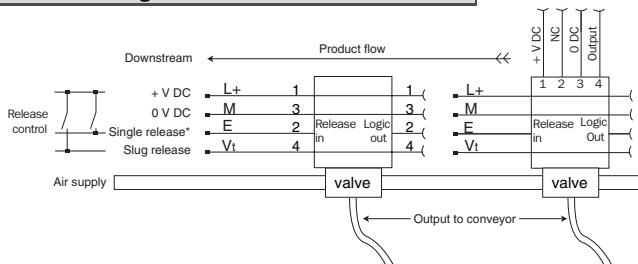 + V DC
NC
0 DC
Output
Downstream
Product flow
1 2 3 4
+ V DC L+ 1 1 L+
0 V DC M 3 3 M
Release control
Single release* E 2 Release in Logic out 2 E Release in Logic Out
Slug release Vt 4 4 Vt
Air supply
valve valve
Output to conveyor